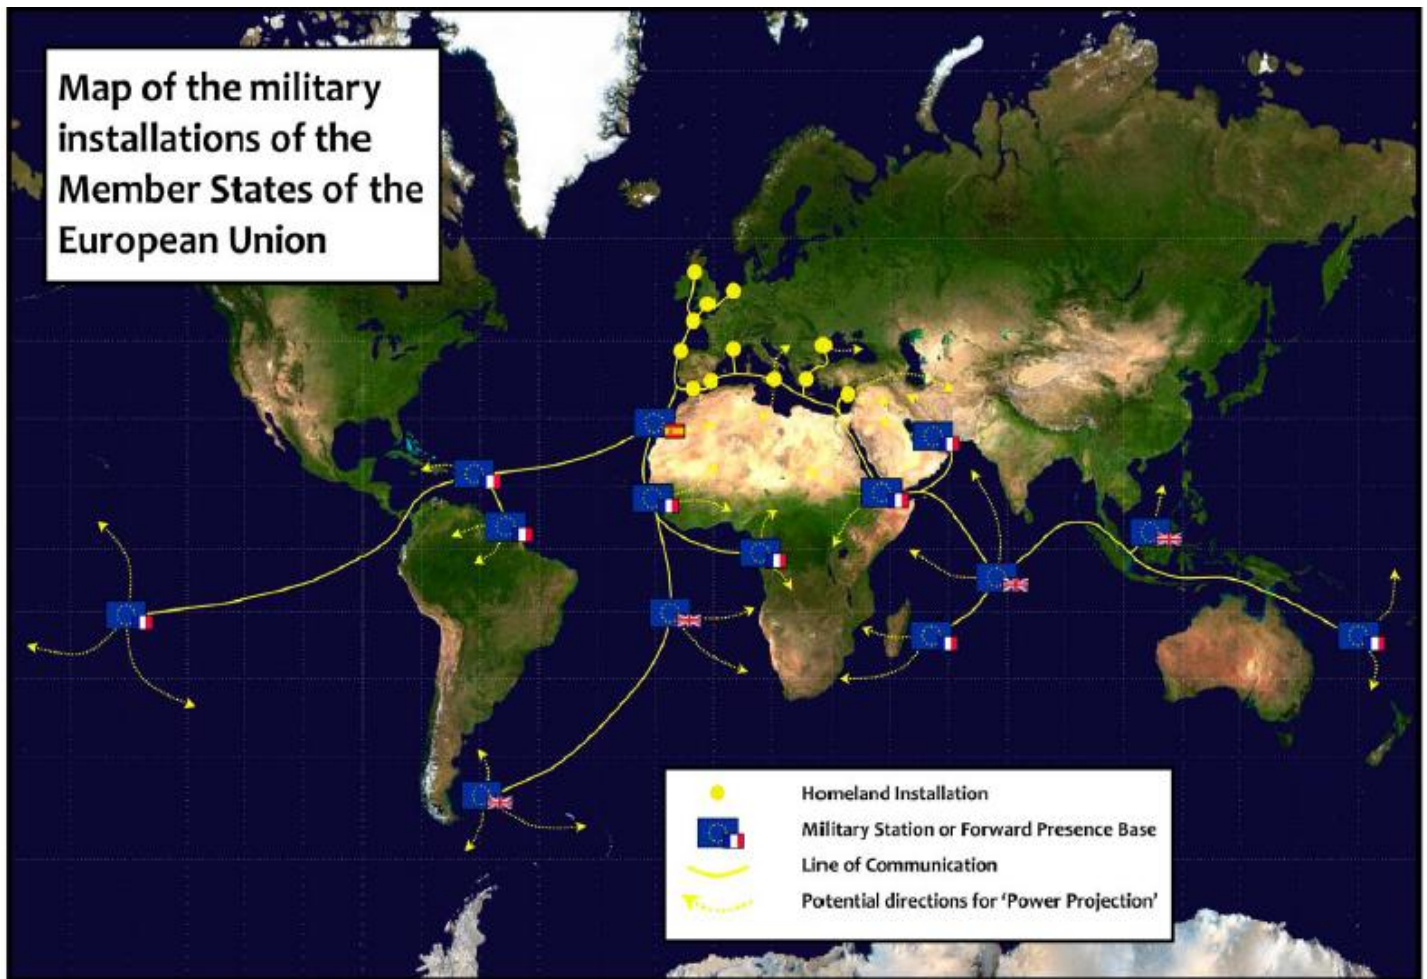 Map of the military
installations of the
Member States of the
European Union
Homeland Installation
Military Station or Forward Presence Base
Line of Communication
Potential directions for ‘Power Projection’